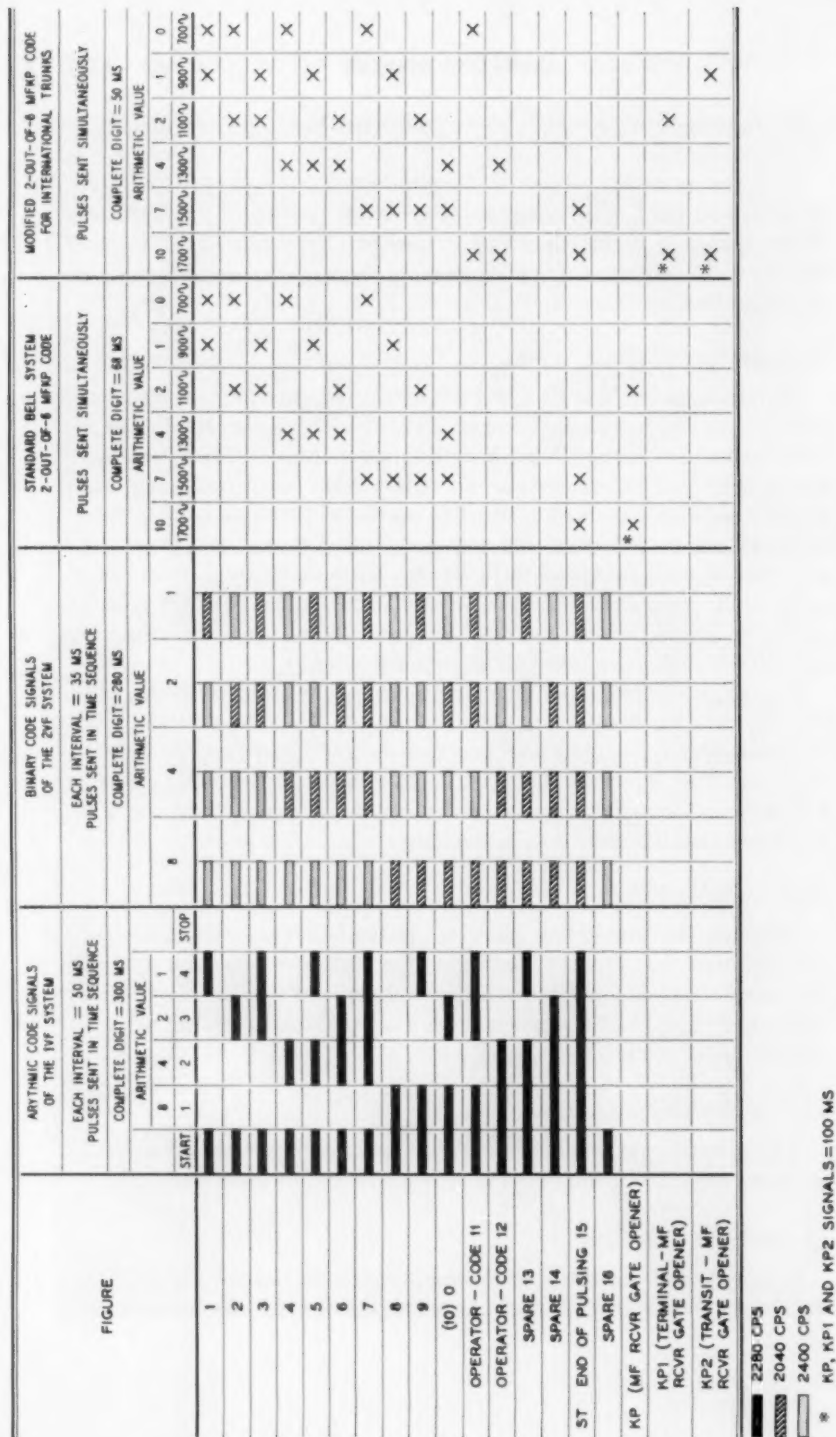 FIGURE
ARYTHMIC CODE SIGNALS
OF THE 1VF SYSTEM
EACH INTERVAL = 50 MS
PULSES SENT IN TIME SEQUENCE
COMPLETE DIGIT = 300 MS
ARITHMETIC VALUE
8 4 2 1
START 1 2 3 4 STOP
BINARY CODE SIGNALS
OF THE 2VF SYSTEM
EACH INTERVAL = 35 MS
PULSES SENT IN TIME SEQUENCE
COMPLETE DIGIT = 280 MS
ARITHMETIC VALUE
8 4 2 1
STANDARD BELL SYSTEM
2-OUT-OF-6 MFKP CODE
PULSES SENT SIMULTANEOUSLY
COMPLETE DIGIT = 68 MS
ARITHMETIC VALUE
10 7 4 2 1 0
1700∿ 1500∿ 1300∿ 1100∿ 900∿ 700∿
MODIFIED 2-OUT-OF-6 MFKP CODE
FOR INTERNATIONAL TRUNKS
PULSES SENT SIMULTANEOUSLY
COMPLETE DIGIT = 50 MS
ARITHMETIC VALUE
10 7 4 2 1 0
1700∿ 1500∿ 1300∿ 1100∿ 900∿ 700∿
1
2
3
4
5
6
7
8
9
(10) 0
OPERATOR - CODE 11
OPERATOR - CODE 12
SPARE 13
SPARE 14
ST END OF PULSING 15
SPARE 16
KP (MF RCVR GATE OPENER)
KP1 (TERMINAL-MF
RCVR GATE OPENER)
KP2 (TRANSIT - MF
RCVR GATE OPENER)
2280 CPS
2040 CPS
2400 CPS
* KP, KP1 AND KP2 SIGNALS=100 MS